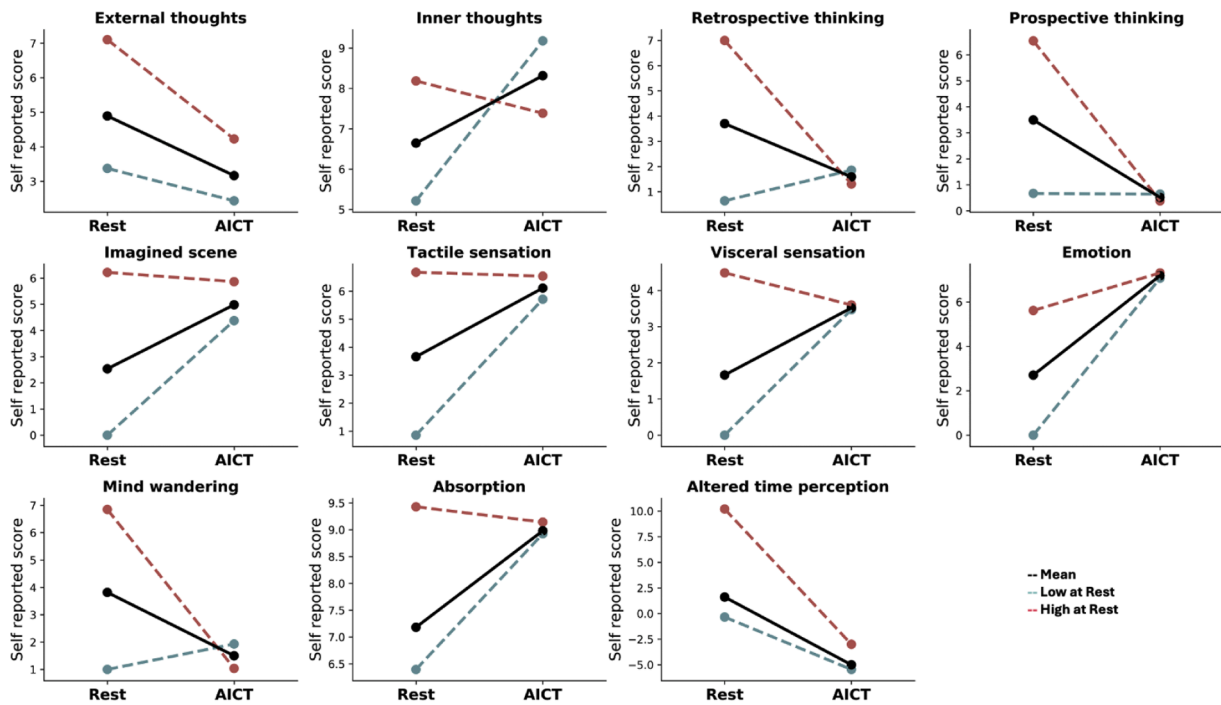 External thoughts
Inner thoughts
Retrospective thinking
Prospective thinking
Self reported score
7
6
5
4
3
Rest
AICT
Self reported score
9
8
7
6
5
Rest
AICT
Self reported score
7
6
5
4
3
2
1
Rest
AICT
Self reported score
6
5
4
3
2
1
0
Rest
AICT
Imagined scene
Tactile sensation
Visceral sensation
Emotion
Self reported score
6
5
4
3
2
1
0
Rest
AICT
Self reported score
6
5
4
3
2
1
Rest
AICT
Self reported score
4
3
2
1
0
Rest
AICT
Self reported score
6
4
2
0
Rest
AICT
Mind wandering
Absorption
Altered time perception
Self reported score
7
6
5
4
3
2
1
Rest
AICT
Self reported score
9.5
9.0
8.5
8.0
7.5
7.0
6.5
Rest
AICT
Self reported score
10.0
7.5
5.0
2.5
0.0
−2.5
−5.0
Rest
AICT
Mean
Low at Rest
High at Rest